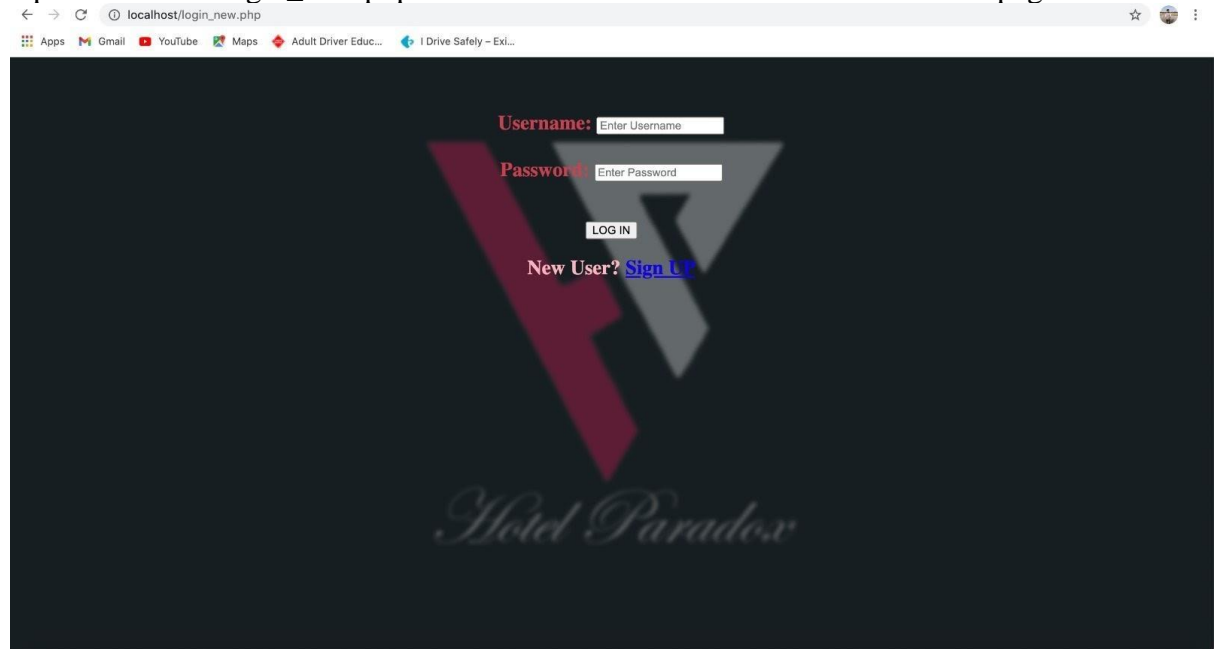 localhost/login_new.php
Apps Gmail YouTube Maps Adult Driver Educ... I Drive Safely – Exi...
Username: Enter Username
Password: Enter Password
LOG IN
New User? Sign UP
Hotel Paradox